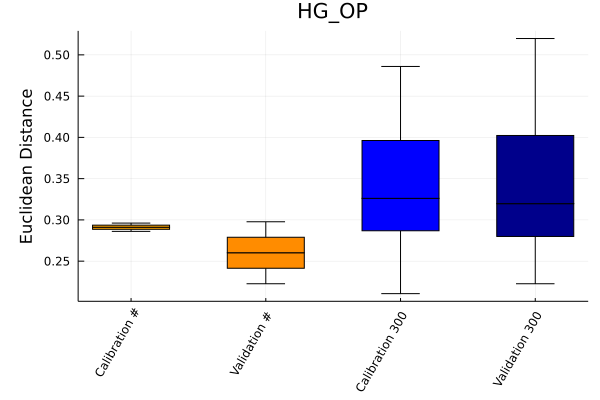 HG_OP
Euclidean Distance
0.50
0.45
0.40
0.35
0.30
0.25
Calibration #
Validation #
Calibration 300
Validation 300